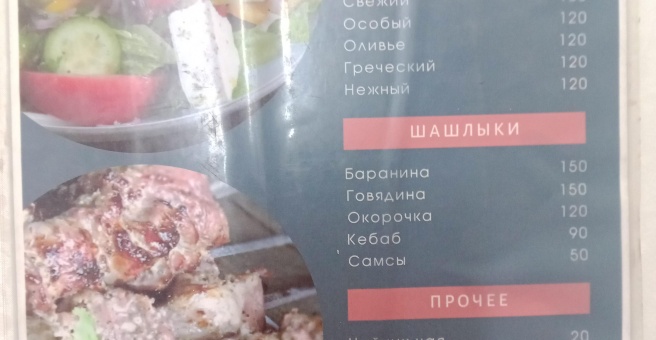 Свежий
Особый 120
Оливье 120
Греческий 120
Нежный 120
ШАШЛЫКИ
Баранина 150
Говядина 150
Окорочка 120
Кебаб 90
Самсы 50
ПРОЧЕЕ
20